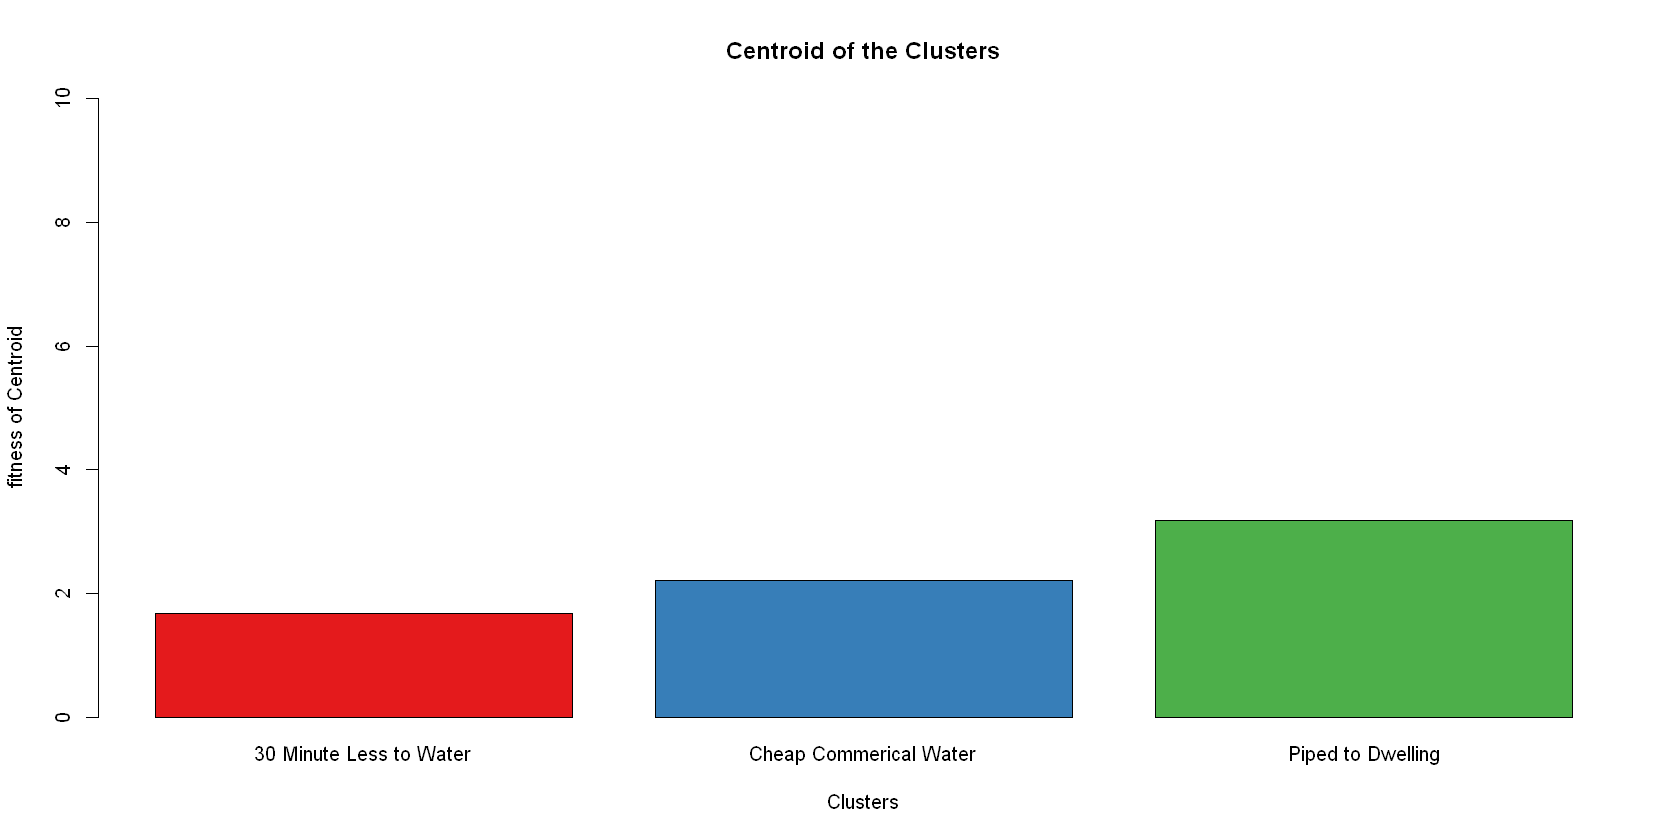 Centroid of the Clusters
fitness of Centroid
10
8
6
4
2
0
30 Minute Less to Water
Cheap Commerical Water
Piped to Dwelling
Clusters